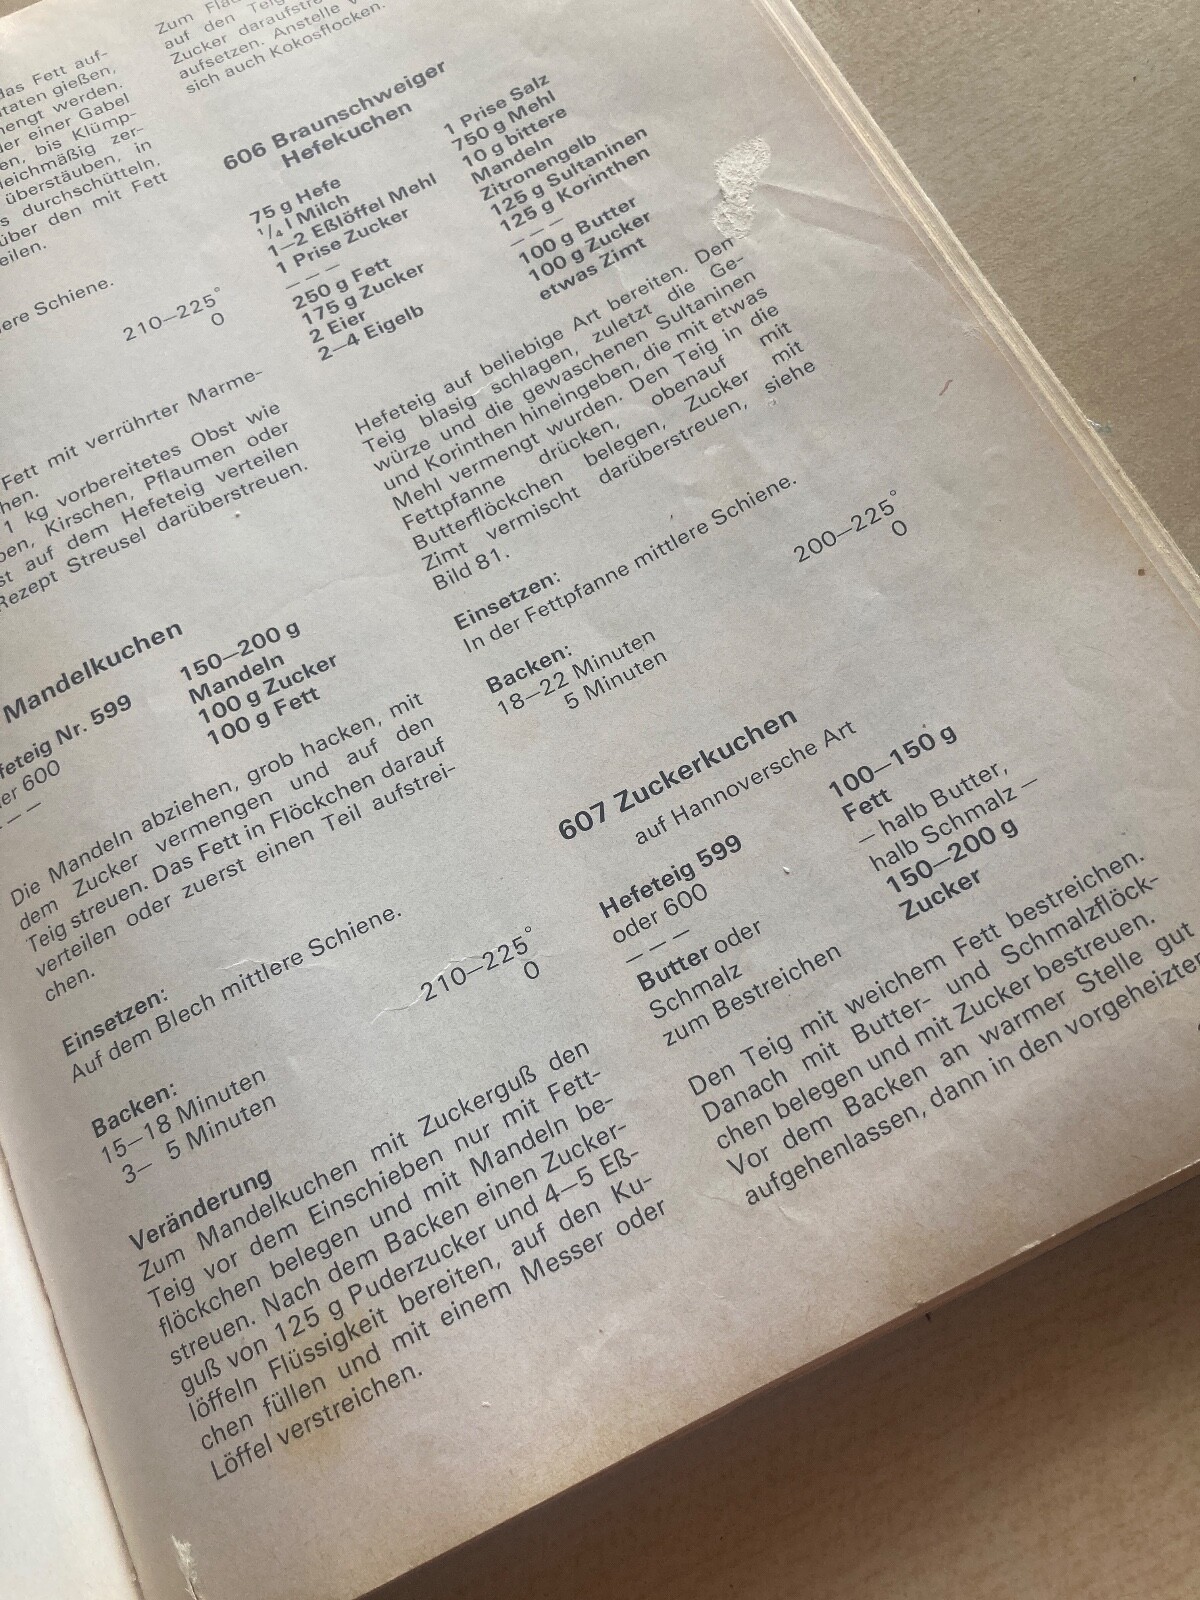 das Fett auf-
taten gießen,
mengt werden.
einer Gabel
en, bis Klümp-
leichmäßig zer-
überstäuben, in
durchschütteln,
über den mit Fett
eilen.
ere Schiene.
210–225°
0
Fett mit verrührter Marme-
hen.
1 kg vorbereitetes Obst wie
ben, Kirschen, Pflaumen oder
st auf dem Hefeteig verteilen
Rezept Streusel darüberstreuen.
Mandelkuchen
feteig Nr. 599
er 600
– –
150–200 g
Mandeln
100 g Zucker
100 g Fett
Die Mandeln abziehen, grob hacken, mit
dem Zucker vermengen und auf den
Teig streuen. Das Fett in Flöckchen darauf
verteilen oder zuerst einen Teil aufstrei-
chen.
Einsetzen:
Auf dem Blech mittlere Schiene.
Backen:
15–18 Minuten 210–225°
3– 5 Minuten 0
Veränderung
Zum Mandelkuchen mit Zuckerguß den
Teig vor dem Einschieben nur mit Fett-
flöckchen belegen und mit Mandeln be-
streuen. Nach dem Backen einen Zucker-
guß von 125 g Puderzucker und 4–5 Eß-
löffeln Flüssigkeit bereiten, auf den Ku-
chen füllen und mit einem Messer oder
Löffel verstreichen.
auf den Teig
Zucker daraufstre
aufsetzen. Anstelle
sich auch Kokosflocken.
606 Braunschweiger
Hefekuchen
75 g Hefe
¼ l Milch
1–2 Eßlöffel Mehl
1 Prise Zucker
– –
250 g Fett
175 g Zucker
2 Eier
2–4 Eigelb
1 Prise Salz
750 g Mehl
10 g bittere
Mandeln
Zitronengelb
125 g Sultaninen
125 g Korinthen
– – –
100 g Butter
100 g Zucker
etwas Zimt
Hefeteig auf beliebige Art bereiten. Den
Teig blasig schlagen, zuletzt die Ge-
würze und die gewaschenen Sultaninen
und Korinthen hineingeben, die mit etwas
Mehl vermengt wurden. Den Teig in die
Fettpfanne drücken, obenauf mit
Butterflöckchen belegen, Zucker mit
Zimt vermischt darüberstreuen, siehe
Bild 81.
Einsetzen:
In der Fettpfanne mittlere Schiene.
Backen:
18–22 Minuten 200–225°
5 Minuten 0
607 Zuckerkuchen
auf Hannoversche Art
Hefeteig 599
oder 600
– – –
Butter oder
Schmalz
zum Bestreichen
100–150 g
Fett
– halb Butter,
halb Schmalz –
150–200 g
Zucker
Den Teig mit weichem Fett bestreichen.
Danach mit Butter- und Schmalzflöck-
chen belegen und mit Zucker bestreuen.
Vor dem Backen an warmer Stelle gut
aufgehenlassen, dann in den vorgeheizten